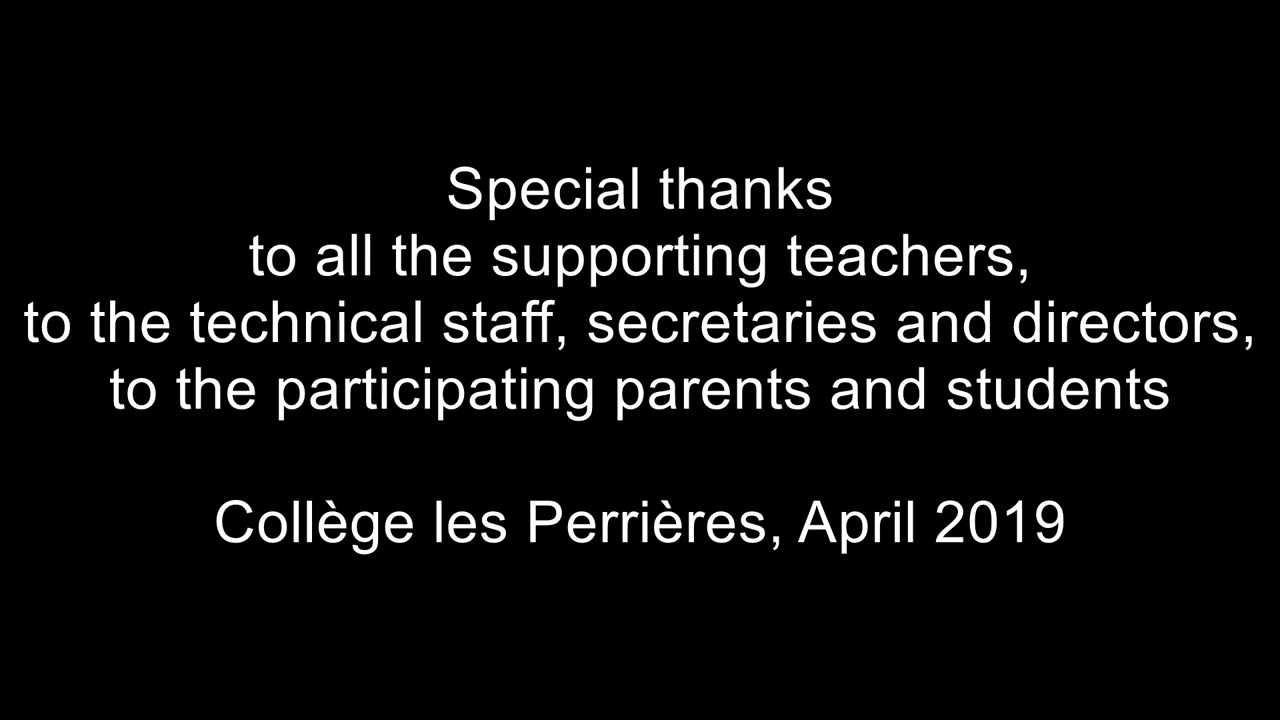 Special thanks
to all the supporting teachers,
to the technical staff, secretaries and directors,
to the participating parents and students
Collège les Perrières, April 2019